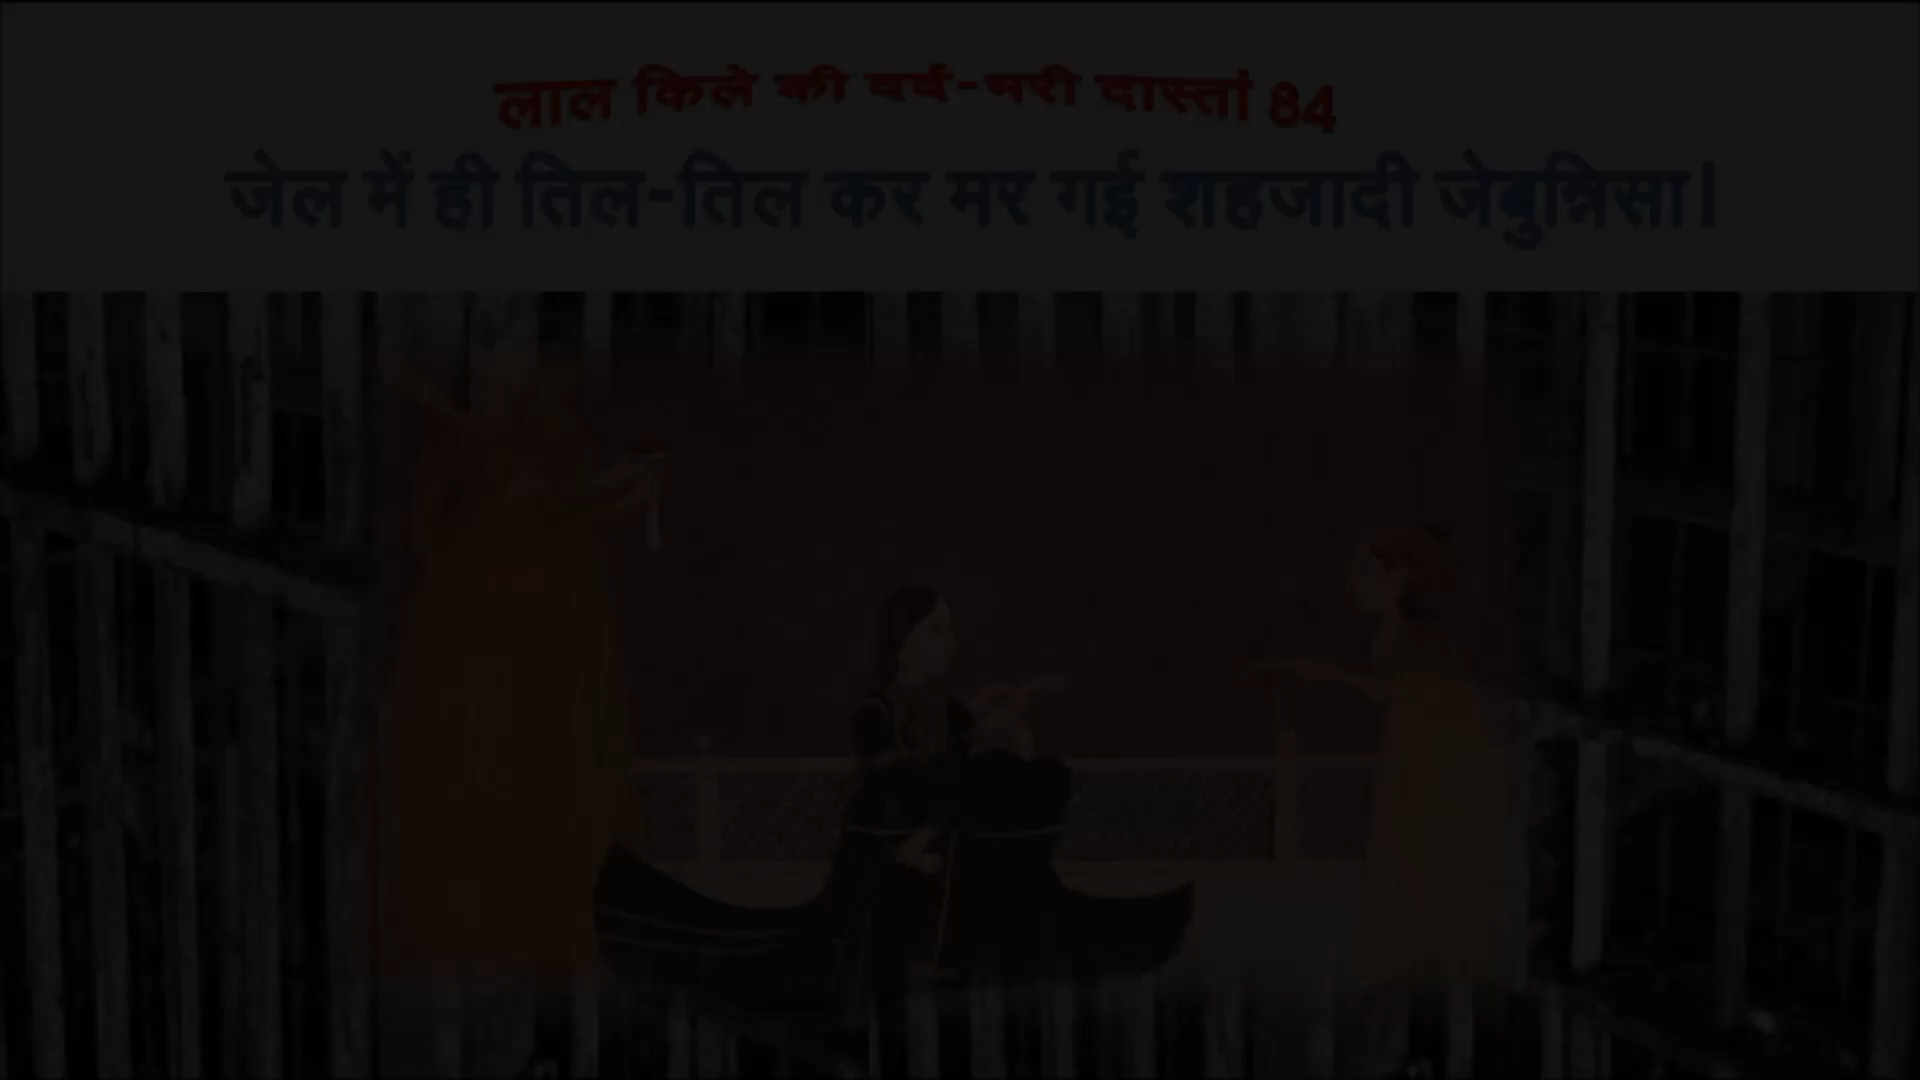 लाल किले की दर्द-भरी दास्तां 84
जेल में ही तिल-तिल कर मर गई शहजादी जेबुन्निसा।